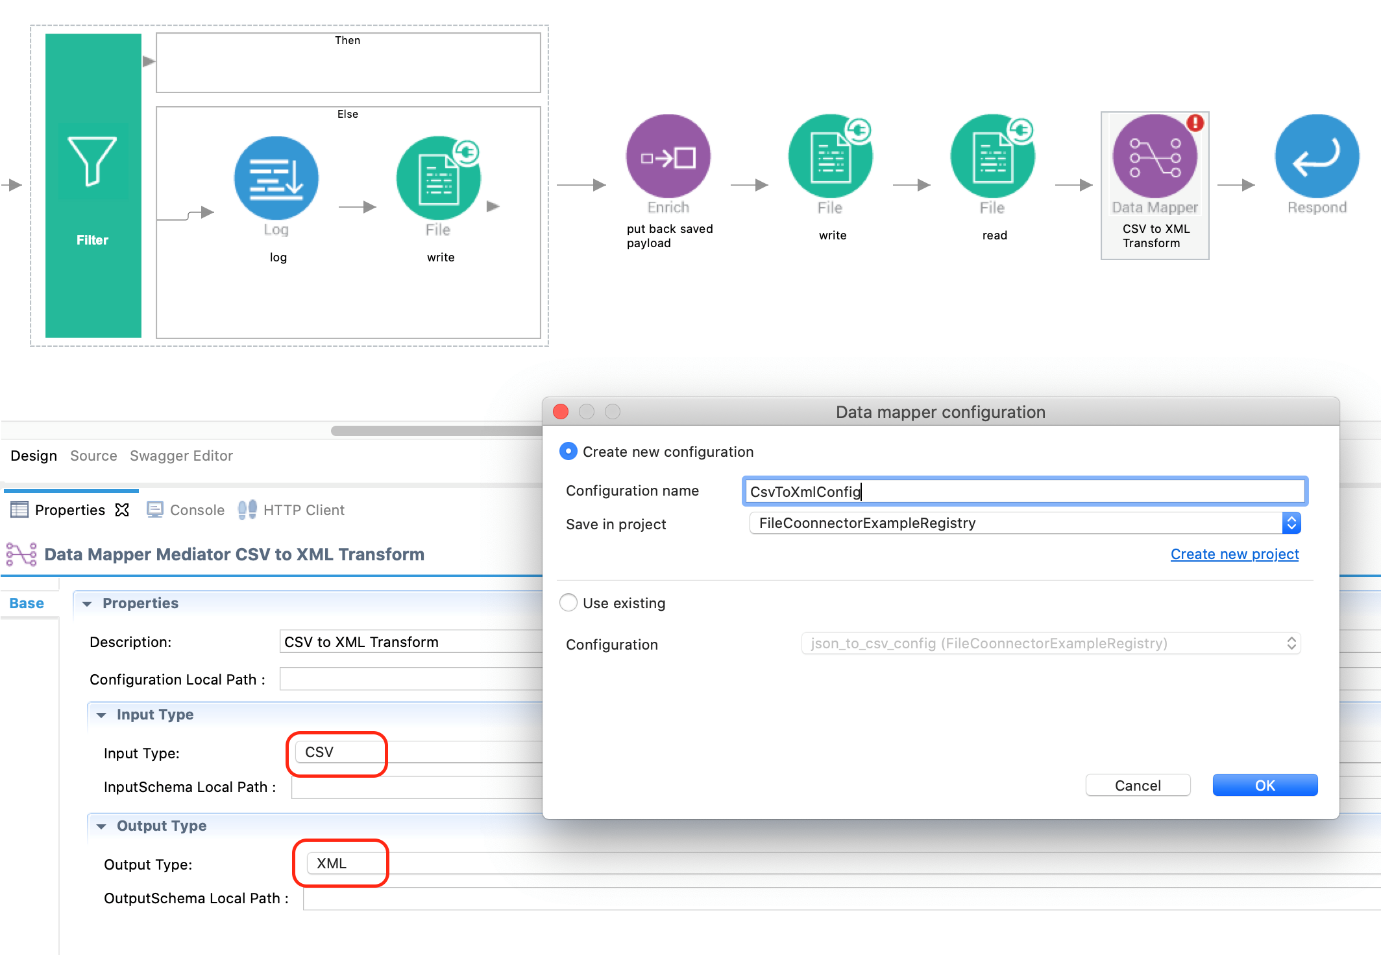 Then
Filter
Else
Log
log
File
write
Enrich
put back saved
payload
File
write
File
read
Data Mapper
CSV to XML
Transform
Respond
Design Source Swagger Editor
Properties Console HTTP Client
Data Mapper Mediator CSV to XML Transform
Base
Properties
Description: CSV to XML Transform
Configuration Local Path :
Input Type
Input Type: CSV
InputSchema Local Path :
Output Type
Output Type: XML
OutputSchema Local Path :
Data mapper configuration
Create new configuration
Configuration name CsvToXmlConfig
Save in project FileCoonnectorExampleRegistry
Create new project
Use existing
Configuration json_to_csv_config (FileCoonnectorExampleRegistry)
Cancel OK